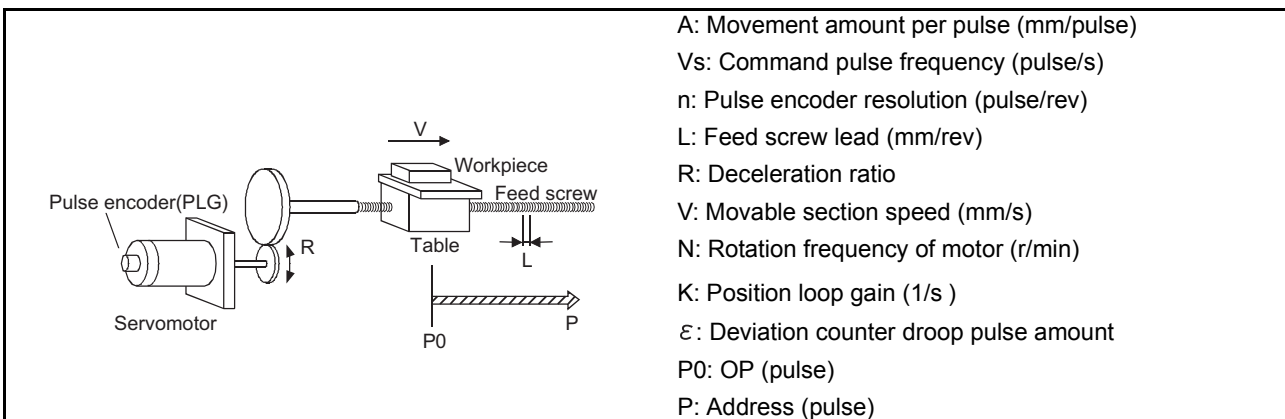 A: Movement amount per pulse (mm/pulse)
Vs: Command pulse frequency (pulse/s)
n: Pulse encoder resolution (pulse/rev)
L: Feed screw lead (mm/rev)
R: Deceleration ratio
V: Movable section speed (mm/s)
N: Rotation frequency of motor (r/min)
K: Position loop gain (1/s )
ε: Deviation counter droop pulse amount
P0: OP (pulse)
P: Address (pulse)
V
Workpiece
Pulse encoder(PLG)
Feed screw
R
Table
L
Servomotor
P0
P